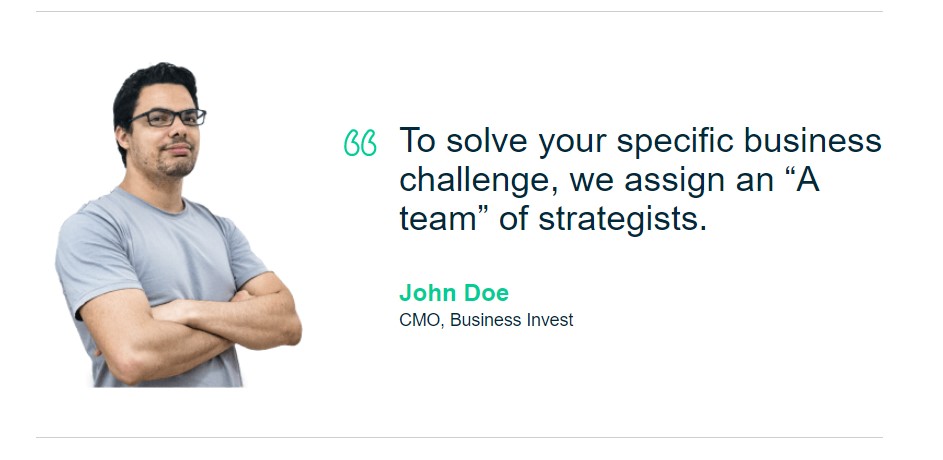 To solve your specific business
challenge, we assign an “A
team” of strategists.
John Doe
CMO, Business Invest